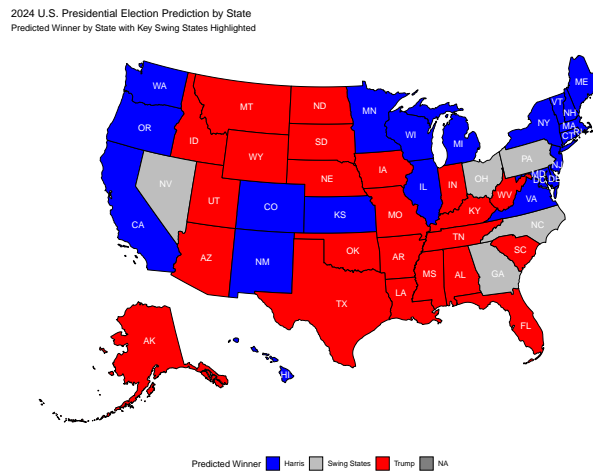 2024 U.S. Presidential Election Prediction by State
Predicted Winner by State with Key Swing States Highlighted
ME
WA
MT
ND
MN
VT
NH
OR
ID
SD
WI
NY
MA
CT
RI
WY
MI
IA
NE
PA
NJ
NV
OH
MD
DE
DC
UT
CO
IL
IN
WV
VA
CA
KS
MO
KY
NC
AZ
NM
OK
TN
AR
SC
MS
AL
GA
LA
TX
FL
AK
HI
Predicted Winner
Harris
Swing States
Trump
NA